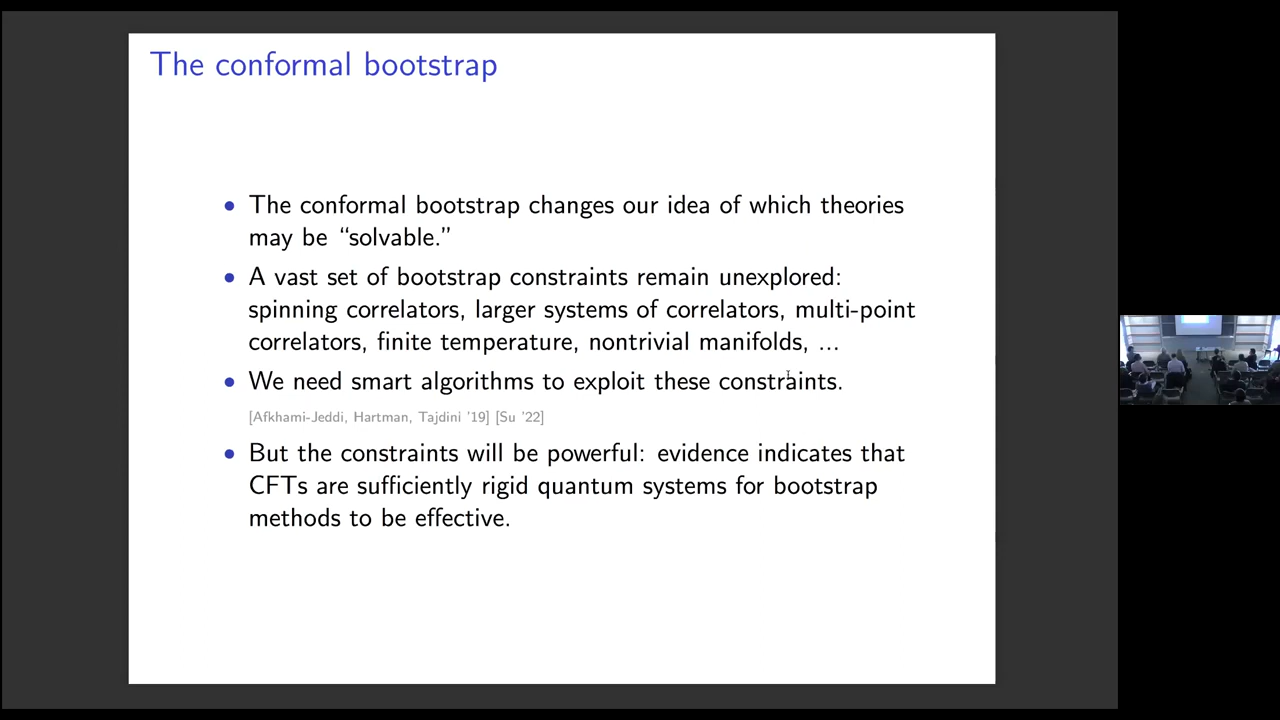 The conformal bootstrap
• The conformal bootstrap changes our idea of which theories
may be “solvable.”
• A vast set of bootstrap constraints remain unexplored:
spinning correlators, larger systems of correlators, multi-point
correlators, finite temperature, nontrivial manifolds, ...
• We need smart algorithms to exploit these constraints.
[Afkhami-Jeddi, Hartman, Tajdini ’19] [Su ’22]
• But the constraints will be powerful: evidence indicates that
CFTs are sufficiently rigid quantum systems for bootstrap
methods to be effective.